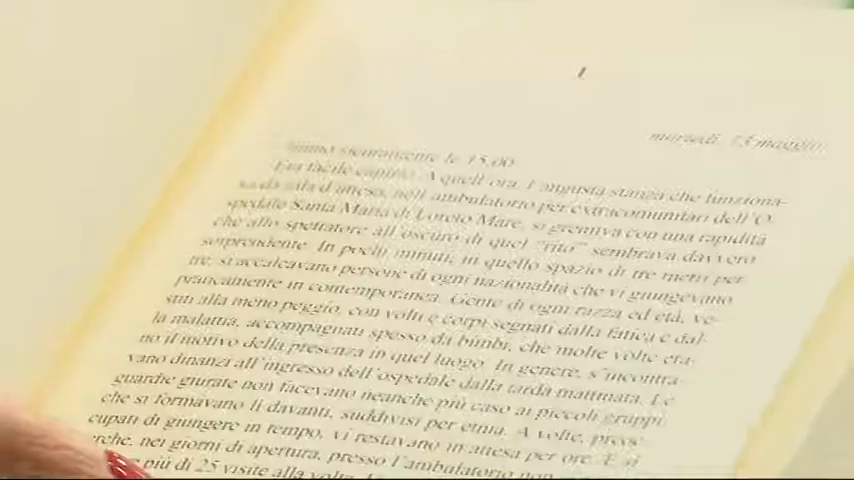 1
martedì, 13 maggio
sicuramente le 15,00
Era facile capirlo. A quell'ora, l'angusta stanza che funziona-
va da sala d'attesa, nell'ambulatorio per extracomunitari dell'O-
spedale Santa Maria di Loreto Mare, si gremiva con una rapidità
che allo spettatore all'oscuro di quel "rito" sembrava davvero
sorprendente. In pochi minuti, in quello spazio di tre metri per
tre, si accalcavano persone di ogni nazionalità che vi giungevano
praticamente in contemporanea. Gente di ogni razza ed età, ve-
stiti alla meno peggio, con volti e corpi segnati dalla fatica e dal-
la malattia, accompagnati spesso da bimbi, che molte volte era-
no il motivo della presenza in quel luogo. In genere, s'incontra-
vano dinanzi all'ingresso dell'ospedale dalla tarda mattinata. Le
guardie giurate non facevano neanche più caso ai piccoli gruppi
che si formavano lì davanti, suddivisi per etnia. A volte, preoc-
cupati di giungere in tempo, vi restavano in attesa per ore. E sì
che, nei giorni di apertura, presso l'ambulatorio non
più di 25 visite alla volta.